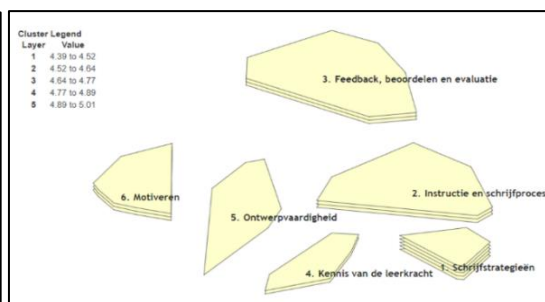 Cluster Legend
Layer Value
1 4.39 to 4.52
2 4.52 to 4.64
3 4.64 to 4.77
4 4.77 to 4.89
5 4.89 to 5.01
3. Feedback, beoordelen en evaluatie
6. Motiveren
2. Instructie en schrijfproces
5. Ontwerpvaardigheid
4. Kennis van de leerkracht
1. Schrijfstrategieën